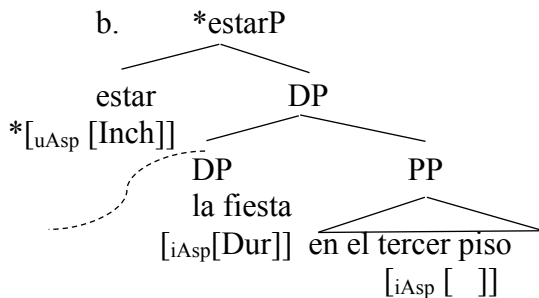 b. *estarP
estar DP
*[uAsp [Inch]]
DP PP
la fiesta
[iAsp[Dur]] en el tercer piso
[iAsp [ ]]